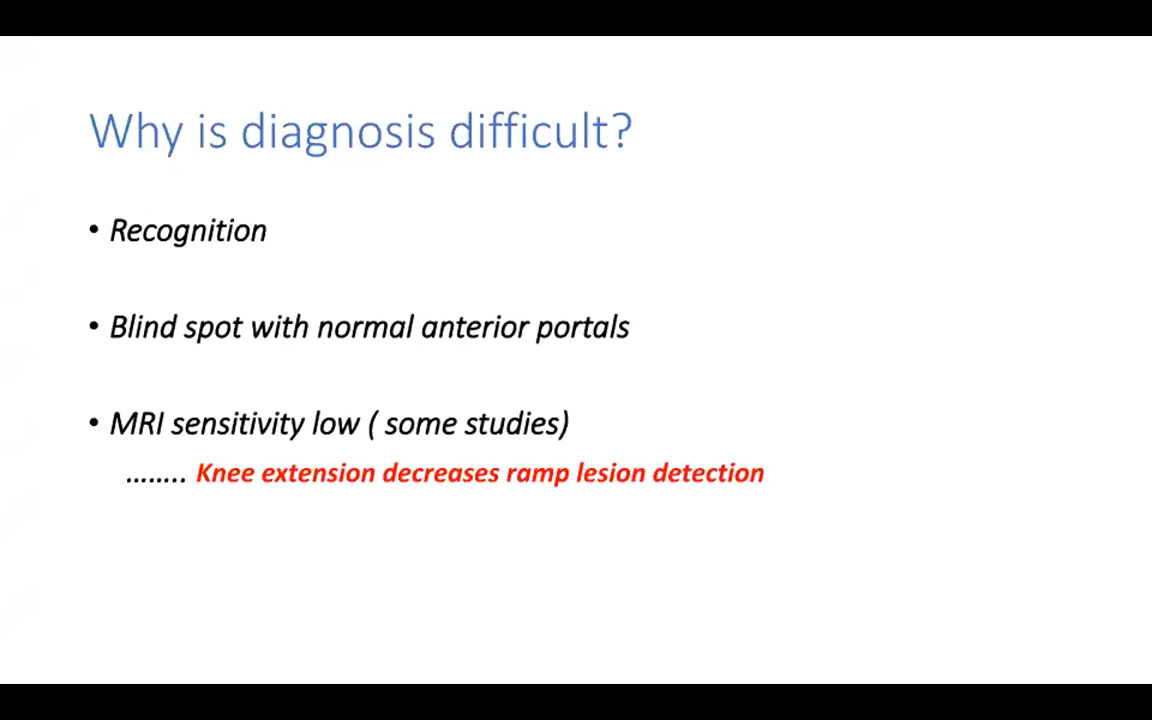 Why is diagnosis difficult?
• Recognition
• Blind spot with normal anterior portals
• MRI sensitivity low ( some studies)
…….. Knee extension decreases ramp lesion detection